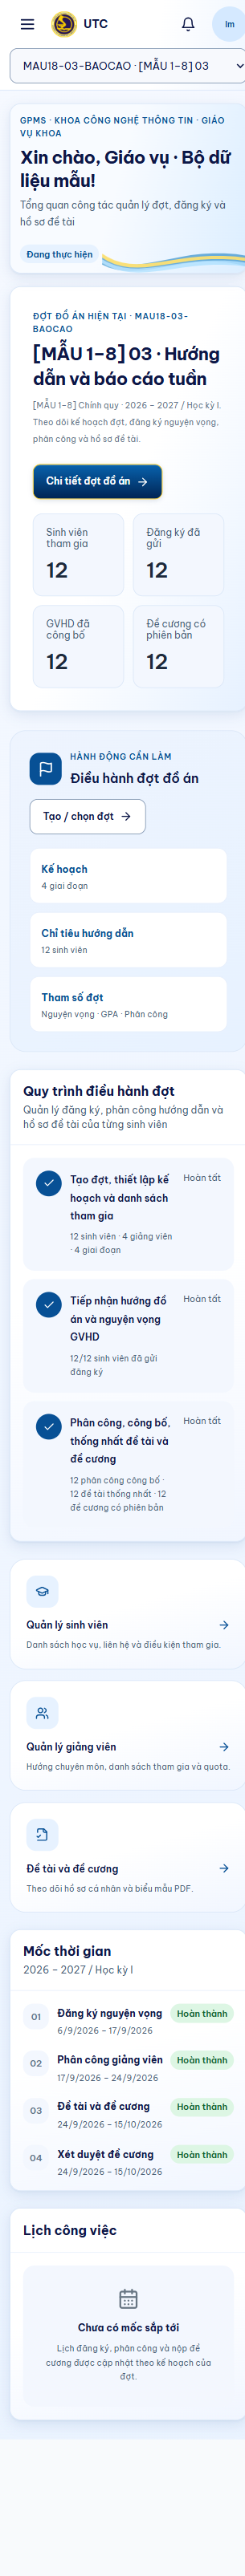 UTC
Im
MAU18-03-BAOCAO · [MẪU 1–8] 03
GPMS · KHOA CÔNG NGHỆ THÔNG TIN · GIÁO
VỤ KHOA
Xin chào, Giáo vụ · Bộ dữ
liệu mẫu!
Tổng quan công tác quản lý đợt, đăng ký và
hồ sơ đề tài
Đang thực hiện
ĐỢT ĐỒ ÁN HIỆN TẠI · MAU18-03-
BAOCAO
[MẪU 1–8] 03 · Hướng
dẫn và báo cáo tuần
[MẪU 1–8] Chính quy · 2026 – 2027 / Học kỳ I.
Theo dõi kế hoạch đợt, đăng ký nguyện vọng,
phân công và hồ sơ đề tài.
Chi tiết đợt đồ án
Sinh viên
tham gia
12
Đăng ký đã
gửi
12
GVHD đã
công bố
12
Đề cương có
phiên bản
12
HÀNH ĐỘNG CẦN LÀM
Điều hành đợt đồ án
Tạo / chọn đợt
Kế hoạch
4 giai đoạn
Chỉ tiêu hướng dẫn
12 sinh viên
Tham số đợt
Nguyện vọng · GPA · Phân công
Quy trình điều hành đợt
Quản lý đăng ký, phân công hướng dẫn và
hồ sơ đề tài của từng sinh viên
Tạo đợt, thiết lập kế
hoạch và danh sách
tham gia
Hoàn tất
12 sinh viên · 4 giảng viên
· 4 giai đoạn
Tiếp nhận hướng đồ
án và nguyện vọng
GVHD
Hoàn tất
12/12 sinh viên đã gửi
đăng ký
Phân công, công bố,
thống nhất đề tài và
đề cương
Hoàn tất
12 phân công công bố ·
12 đề tài thống nhất · 12
đề cương có phiên bản
Quản lý sinh viên
Danh sách học vụ, liên hệ và điều kiện tham gia.
Quản lý giảng viên
Hướng chuyên môn, danh sách tham gia và quota.
Đề tài và đề cương
Theo dõi hồ sơ cá nhân và biểu mẫu PDF.
Mốc thời gian
2026 – 2027 / Học kỳ I
01
Đăng ký nguyện vọng
Hoàn thành
6/9/2026 – 17/9/2026
02
Phân công giảng viên
Hoàn thành
17/9/2026 – 24/9/2026
03
Đề tài và đề cương
Hoàn thành
24/9/2026 – 15/10/2026
04
Xét duyệt đề cương
Hoàn thành
24/9/2026 – 15/10/2026
Lịch công việc
Chưa có mốc sắp tới
Lịch đăng ký, phân công và nộp đề
cương được cập nhật theo kế hoạch của
đợt.